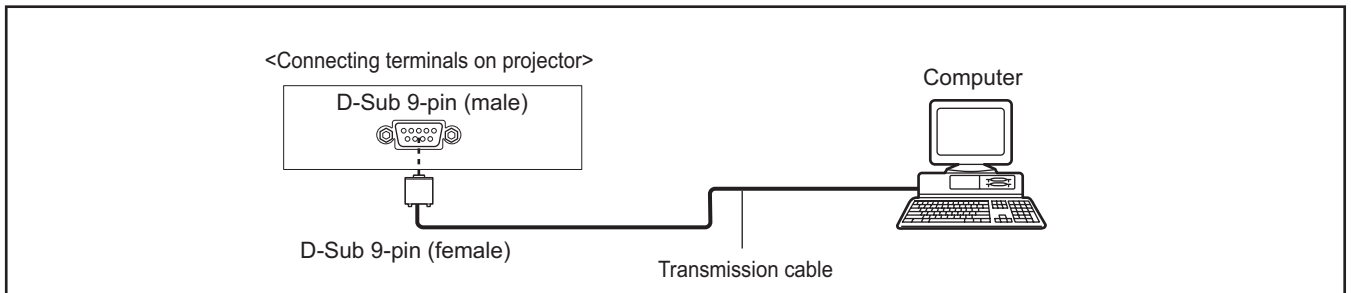 <Connecting terminals on projector>
D-Sub 9-pin (male)
Computer
D-Sub 9-pin (female)
Transmission cable